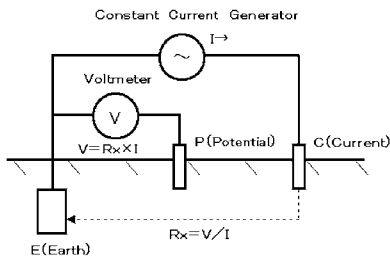 Constant Current Generator
I→
~
Voltmeter
V
V=Rx×I
P(Potential)
C(Current)
Rx=V/I
E(Earth)